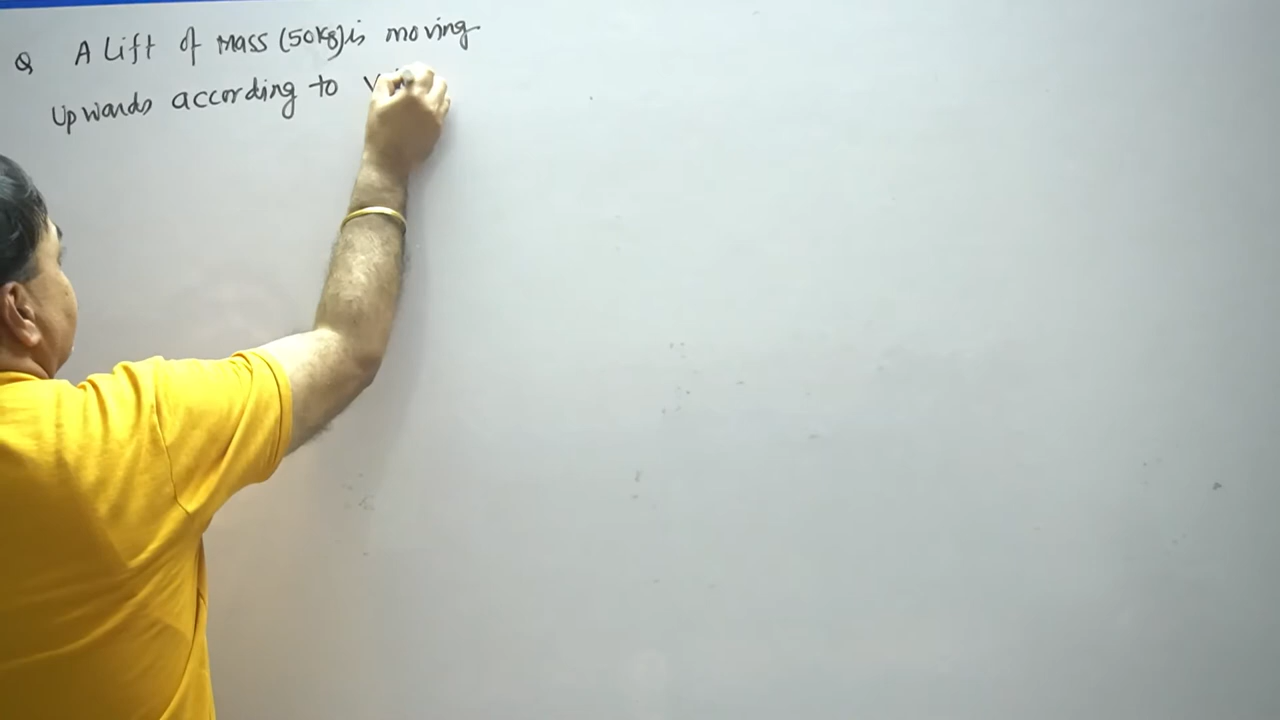 Q A Lift of Mass (50Kg) is moving
Upwards according to